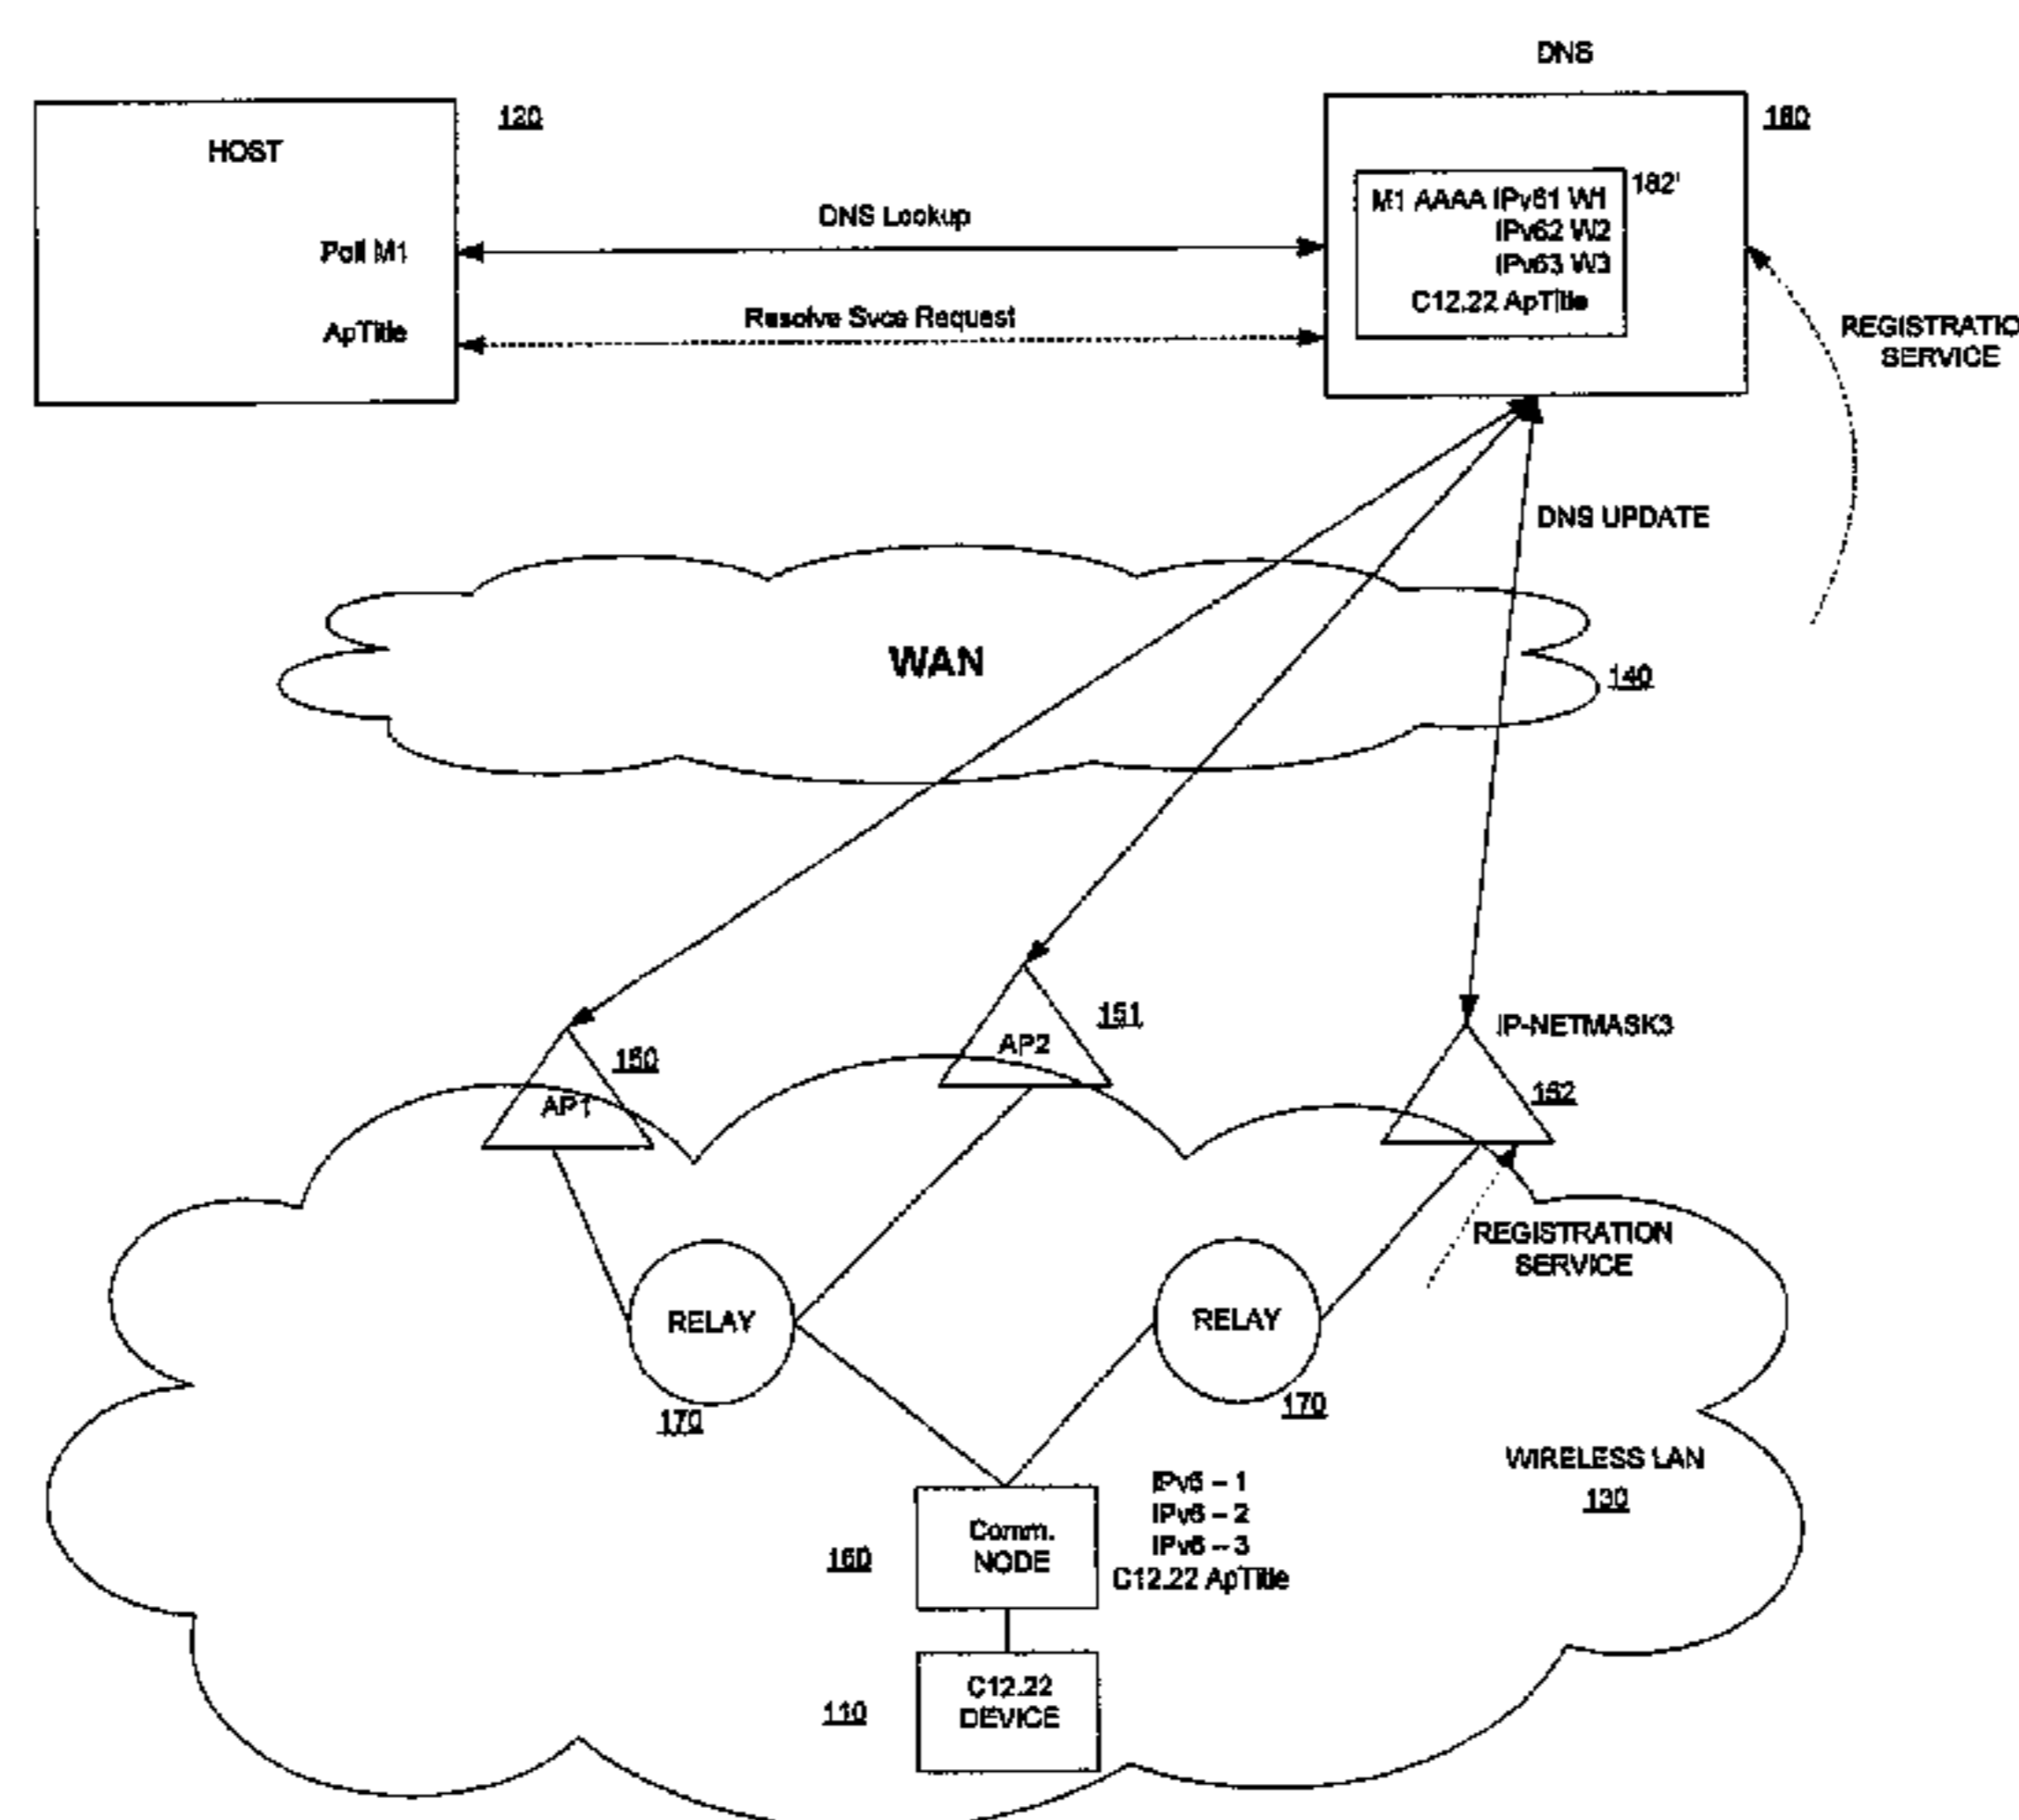 DNS
120
HOST
180
182'
M1 AAAA IPv61 W1
IPv62 W2
IPv63 W3
C12.22 ApTitle
DNS Lookup
Poll M1
Resolve Svce Request
ApTitle
REGISTRATIO
SERVICE
DNS UPDATE
WAN
140
151
AP2
IP-NETMASK3
150
AP1
152
REGISTRATION
SERVICE
RELAY
RELAY
170
170
WIRELESS LAN
130
IPv6 – 1
IPv6 – 2
IPv6 – 3
C12.22 ApTitle
Comm.
NODE
160
C12.22
DEVICE
110